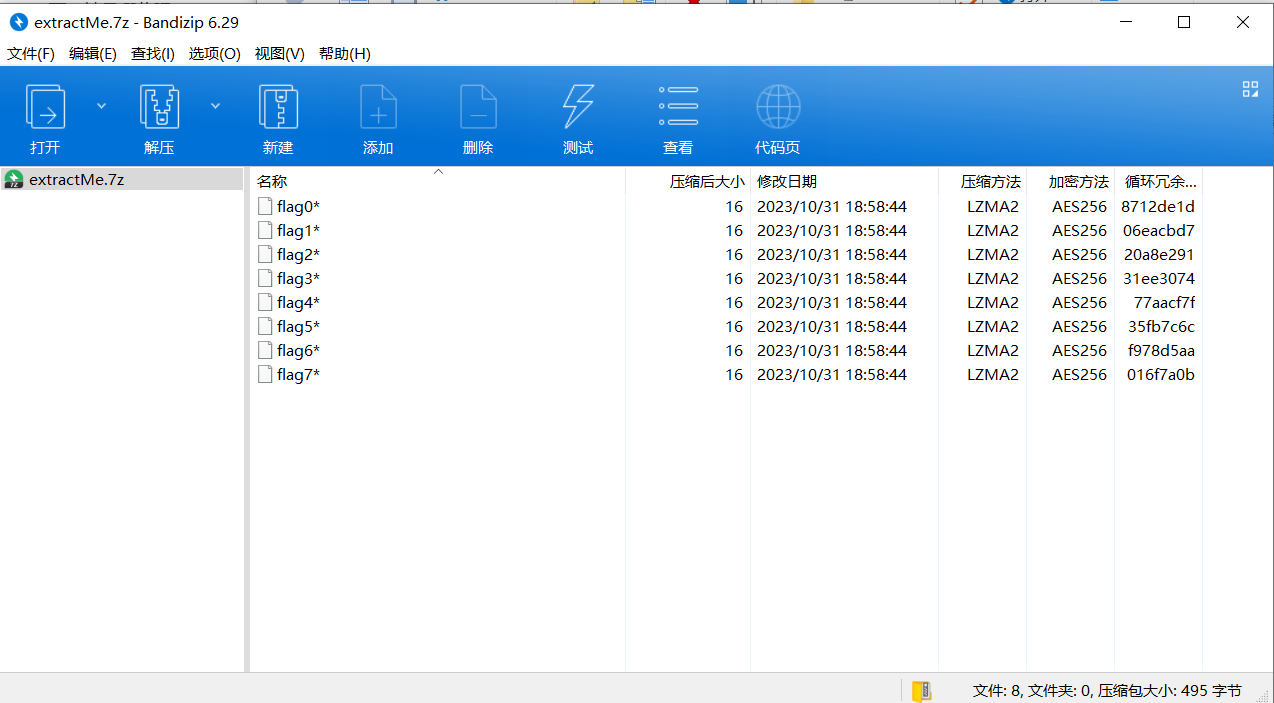 extractMe.7z - Bandizip 6.29
文件(F) 编辑(E) 查找(I) 选项(O) 视图(V) 帮助(H)
打开 解压 新建 添加 删除 测试 查看 代码页
extractMe.7z
名称 压缩后大小 修改日期 压缩方法 加密方法 循环冗余...
flag0* 16 2023/10/31 18:58:44 LZMA2 AES256 8712de1d
flag1* 16 2023/10/31 18:58:44 LZMA2 AES256 06eacbd7
flag2* 16 2023/10/31 18:58:44 LZMA2 AES256 20a8e291
flag3* 16 2023/10/31 18:58:44 LZMA2 AES256 31ee3074
flag4* 16 2023/10/31 18:58:44 LZMA2 AES256 77aacf7f
flag5* 16 2023/10/31 18:58:44 LZMA2 AES256 35fb7c6c
flag6* 16 2023/10/31 18:58:44 LZMA2 AES256 f978d5aa
flag7* 16 2023/10/31 18:58:44 LZMA2 AES256 016f7a0b
文件: 8, 文件夹: 0, 压缩包大小: 495 字节